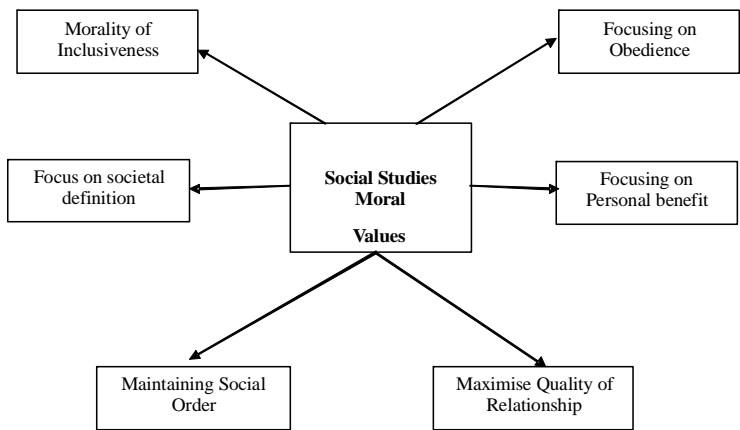 Morality of
Inclusiveness
Focusing on
Obedience
Focus on societal
definition
Social Studies
Moral
Values
Focusing on
Personal benefit
Maintaining Social
Order
Maximise Quality of
Relationship